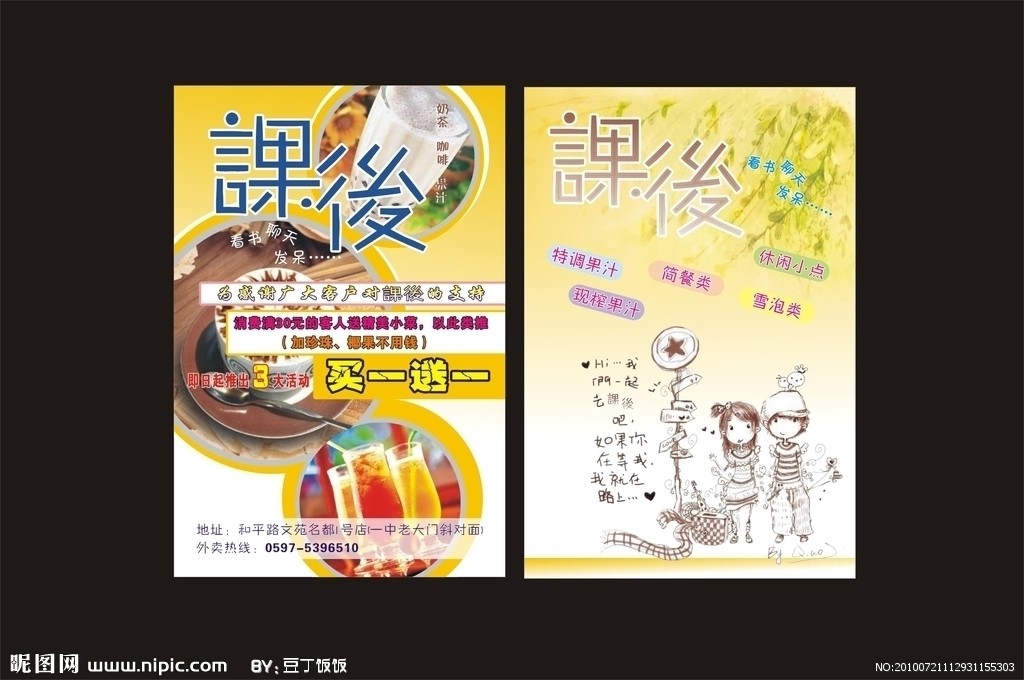 課後
奶茶 咖啡 果汁
看书 聊天
发呆……
为感谢广大客户对課後的支持
消费满30元的客人送精美小菜，以此类推
（加珍珠、椰果不用钱）
即日起推出3大活动 买一送一
地址：和平路文苑名都1号店(一中老大门斜对面)
外卖热线：0597-5396510
課後
看书 聊天
发呆……
特调果汁
简餐类
休闲小点
现榨果汁
雪泡类
Hi…我
們一起
去課後
吧，
如果你
在等我，
我就在
路上…
By
昵图网 www.nipic.com BY: 豆丁饭饭
NO:20100721112931155303